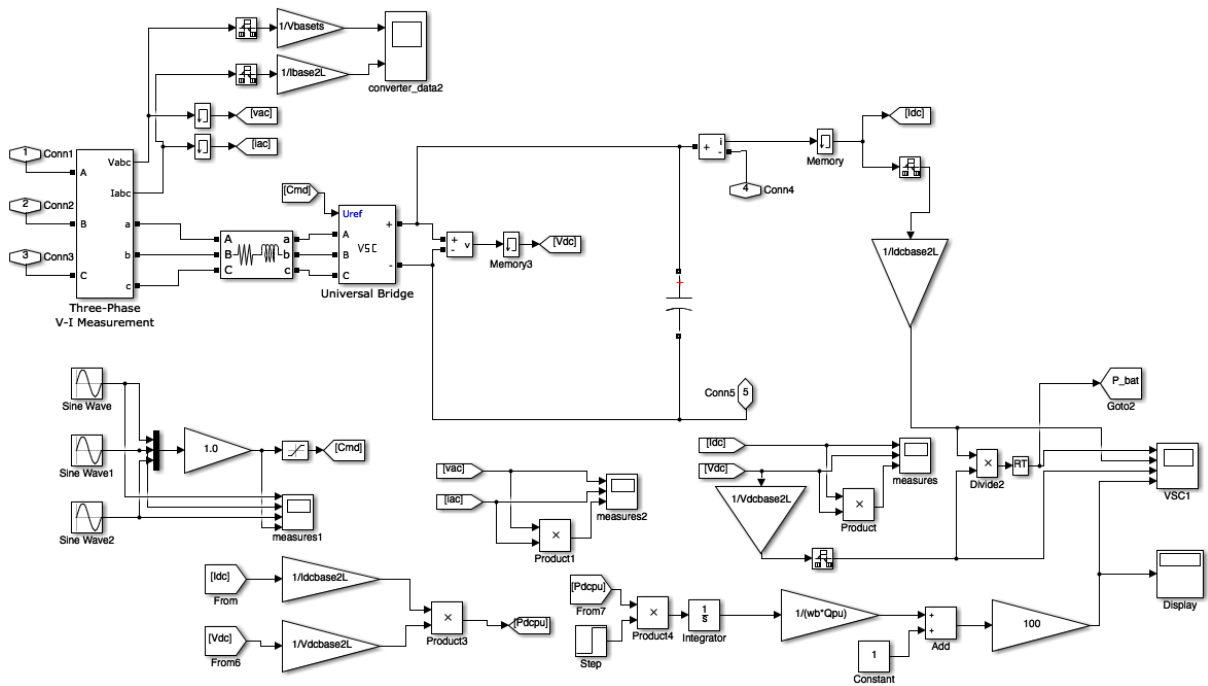 1/Vbasets
1/Ibase2L
converter_data2
[vac]
[iac]
1
Conn1
2
Conn2
3
Conn3
A
B
C
Vabc
Iabc
a
b
c
Three-Phase
V-I Measurement
A
B
C
a
b
c
[Cmd]
Uref
A
B
C
VSC
+
-
Universal Bridge
+
-
v
Memory3
[Vdc]
+
+
i
-
4
Conn4
Memory
[Idc]
1/Idcbase2L
Conn5
5
Sine Wave
Sine Wave1
Sine Wave2
1.0
[Cmd]
measures1
[vac]
[iac]
×
Product1
measures2
[Idc]
[Vdc]
1/Vdcbase2L
×
Product
measures
×
Divide2
RT
P_bat
Goto2
VSC1
[Idc]
From
1/Idcbase2L
[Vdc]
From6
1/Vdcbase2L
×
Product3
[Pdcpu]
[Pdcpu]
From7
Step
×
Product4
1
s
Integrator
1/(wb*Qpu)
1
Constant
+
+
Add
100
Display